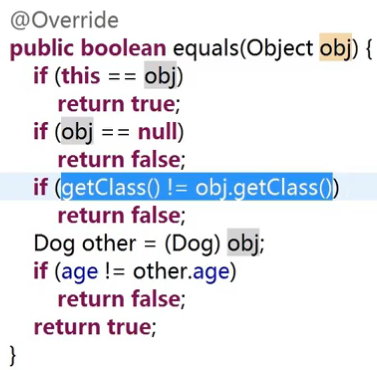 @Override
public boolean equals(Object obj) {
if (this == obj)
return true;
if (obj == null)
return false;
if (getClass() != obj.getClass())
return false;
Dog other = (Dog) obj;
if (age != other.age)
return false;
return true;
}